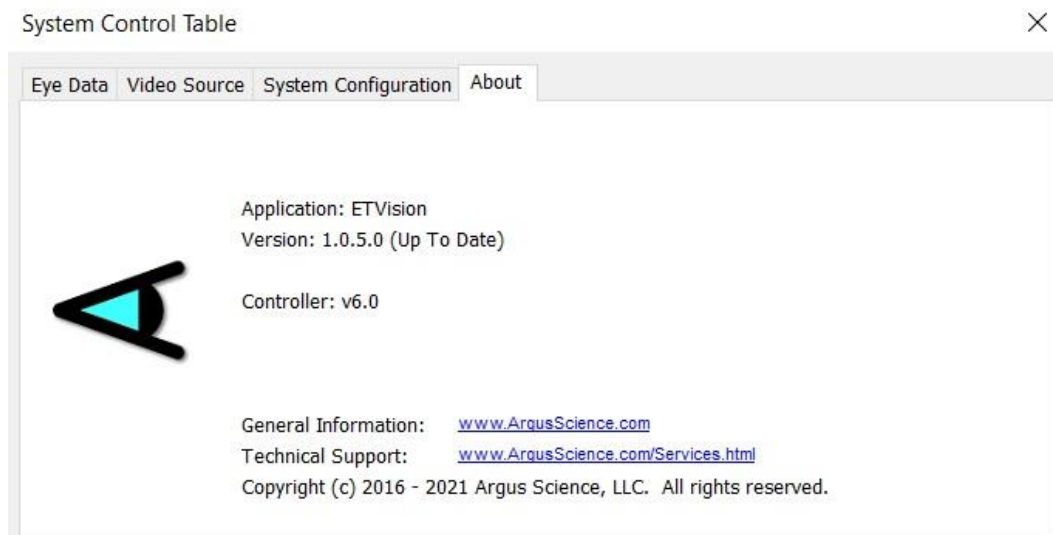 System Control Table
Eye Data Video Source System Configuration About
Application: ETVision
Version: 1.0.5.0 (Up To Date)
Controller: v6.0
General Information: www.ArgusScience.com
Technical Support: www.ArgusScience.com/Services.html
Copyright (c) 2016 - 2021 Argus Science, LLC. All rights reserved.